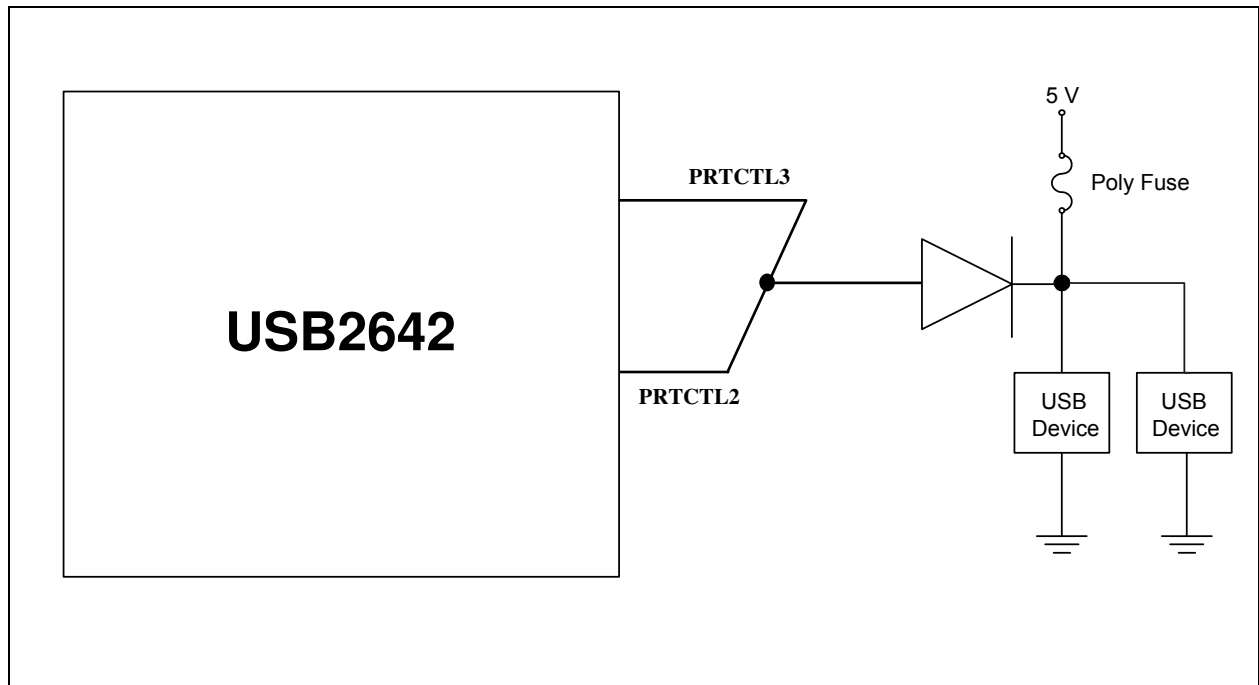 5 V
Poly Fuse
PRTCTL3
USB2642
PRTCTL2
USB
Device
USB
Device